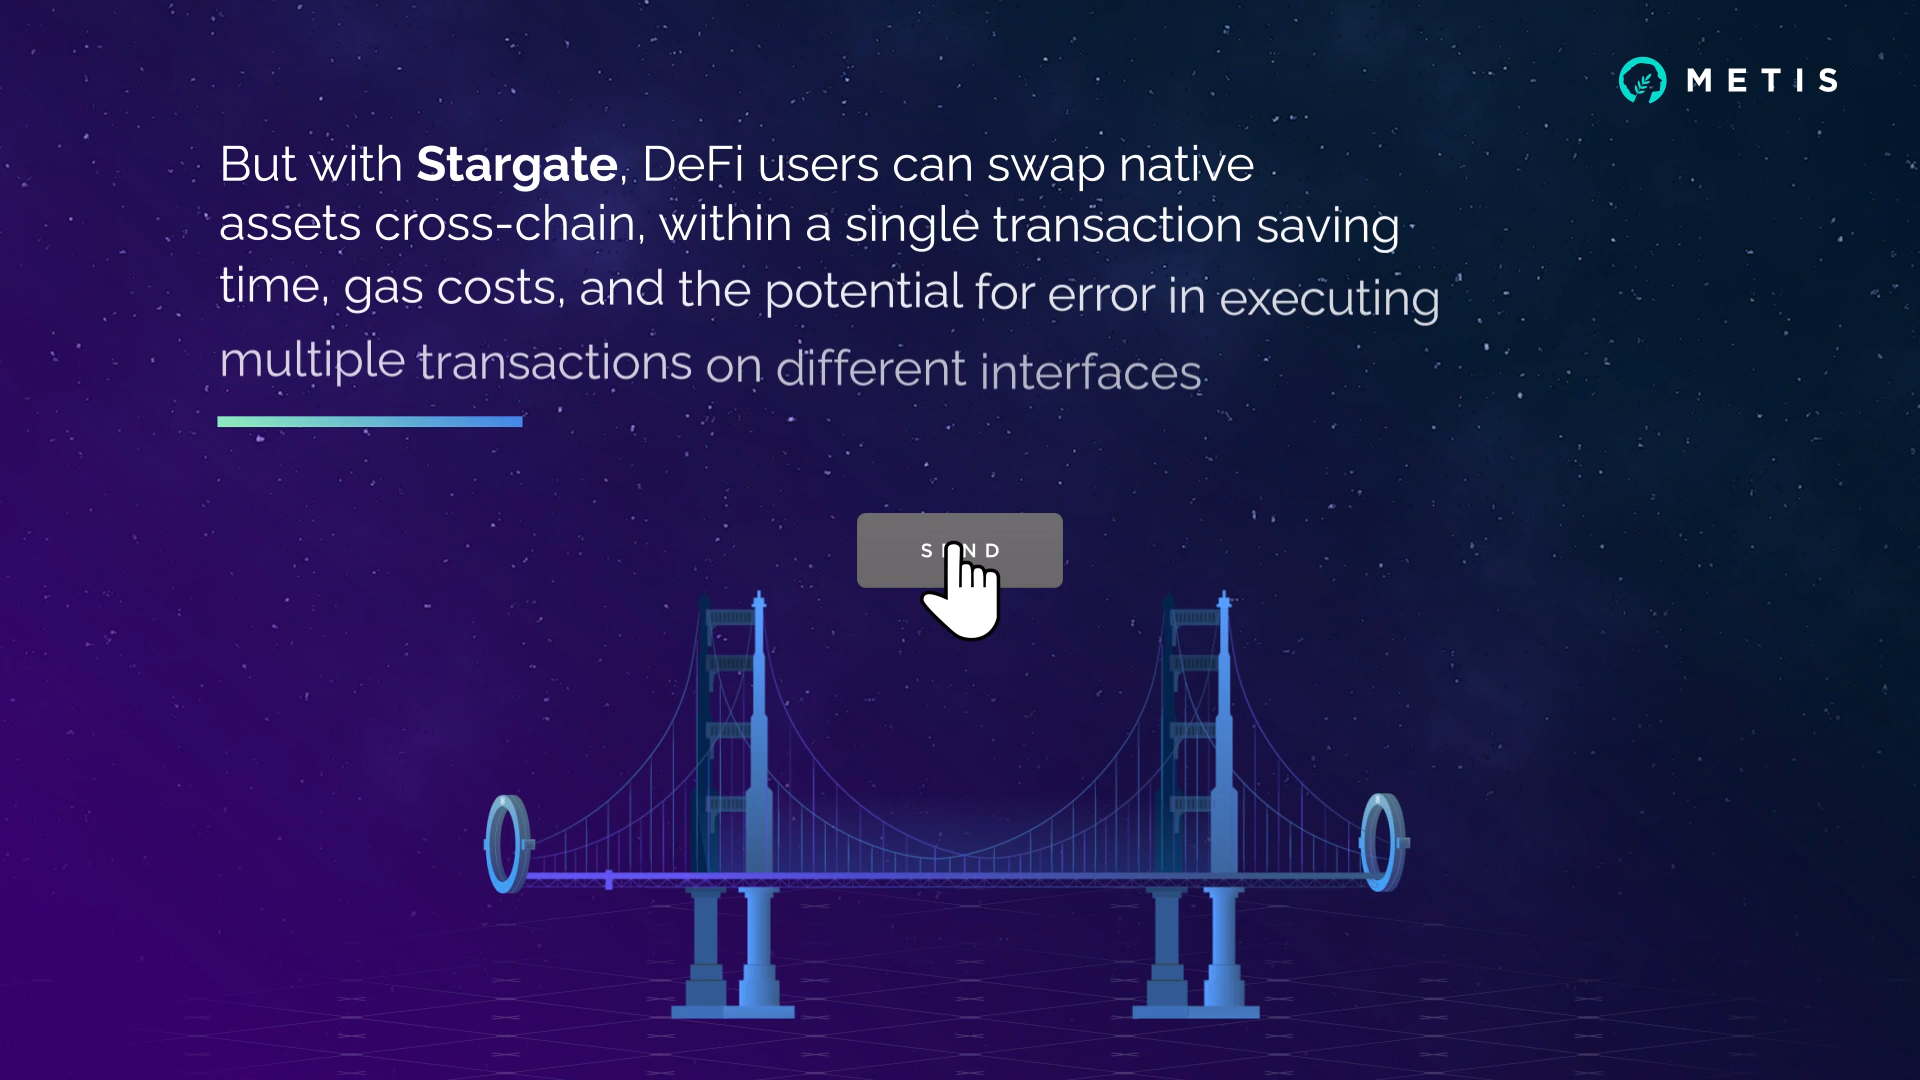 METIS
But with Stargate, DeFi users can swap native
assets cross-chain, within a single transaction saving
time, gas costs, and the potential for error in executing
multiple transactions on different interfaces
SEND